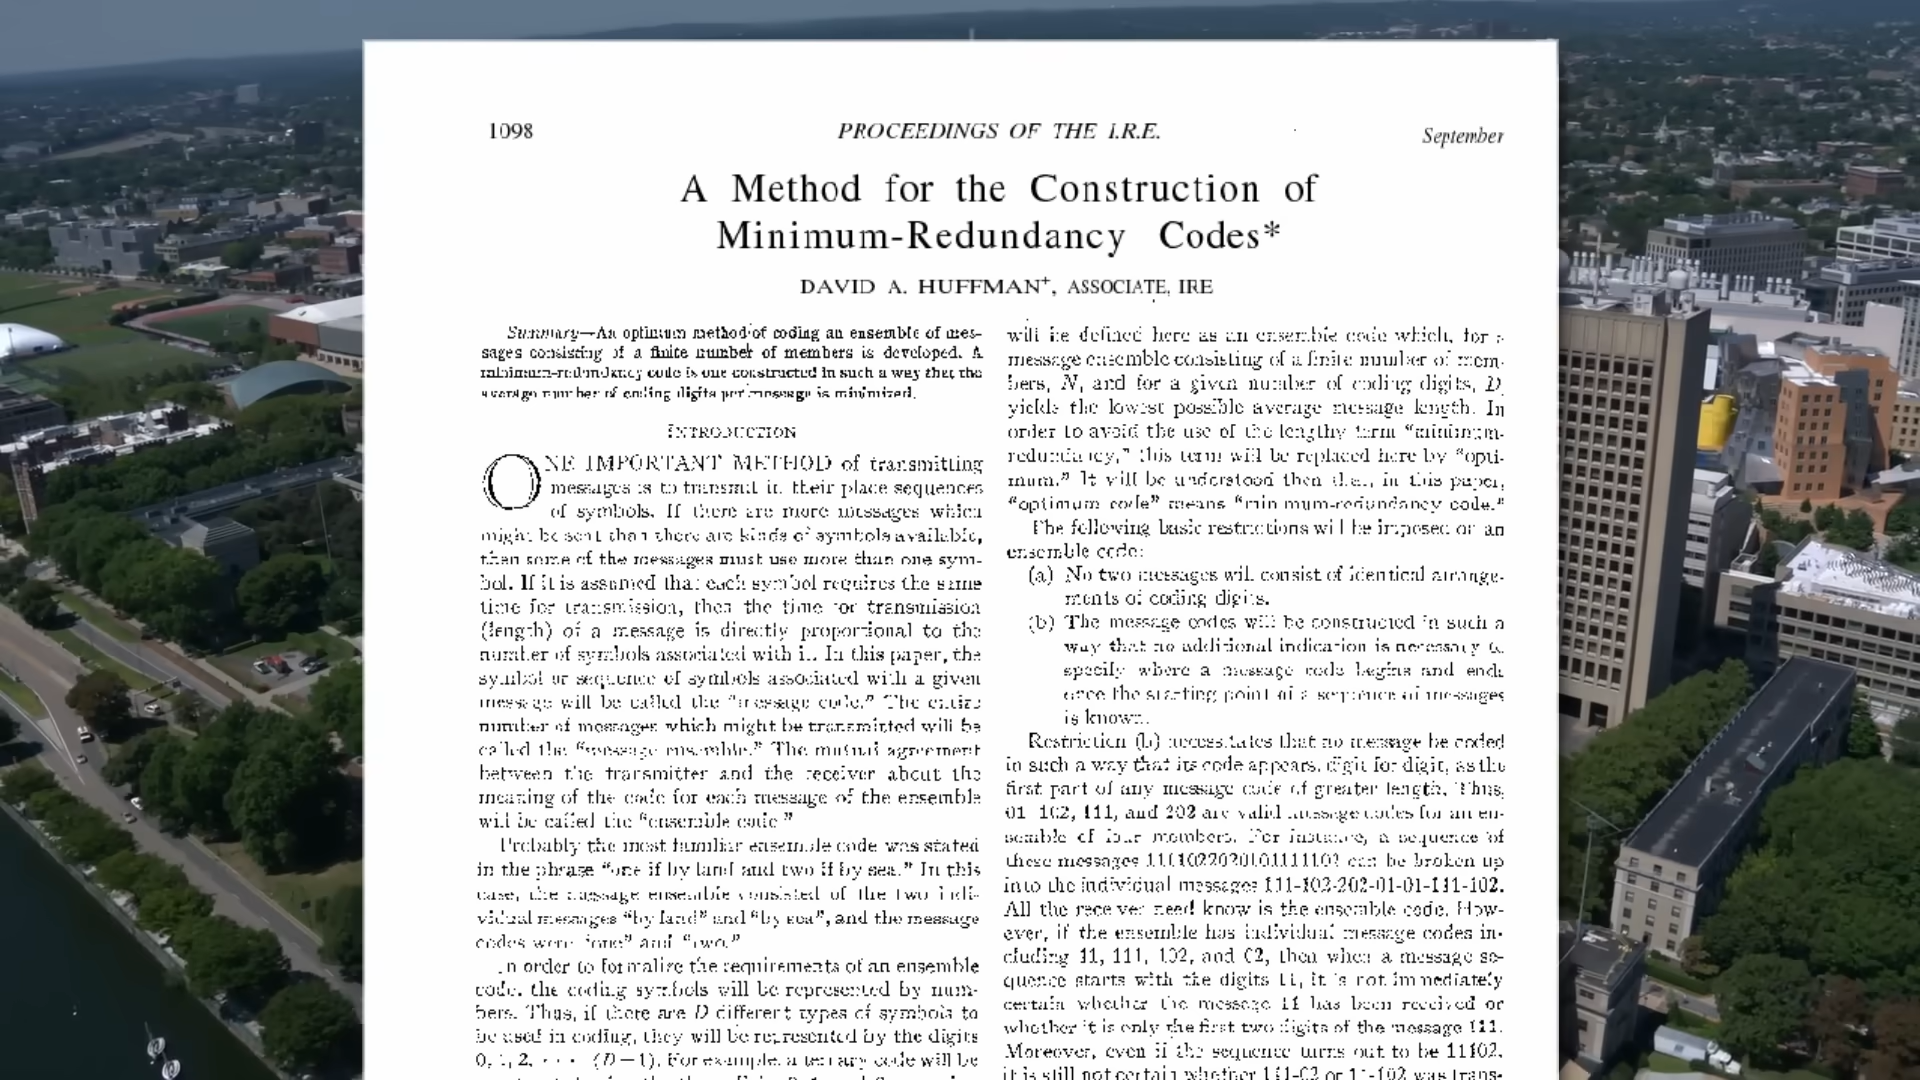 1098
PROCEEDINGS OF THE I.R.E.
September
A Method for the Construction of
Minimum-Redundancy Codes*
DAVID A. HUFFMAN+, ASSOCIATE, IRE
Summary—An optimum method of coding an ensemble of mes-
sages consisting of a finite number of members is developed. A
minimum-redundancy code is one constructed in such a way that the
average number of coding digits per message is minimized.
INTRODUCTION
ONE IMPORTANT METHOD of transmitting
messages is to transmit in their place sequences
of symbols. If there are more messages which
might be sent than there are kinds of symbols available,
then some of the messages must use more than one sym-
bol. If it is assumed that each symbol requires the same
time for transmission, then the time for transmission
(length) of a message is directly proportional to the
number of symbols associated with it. In this paper, the
symbol or sequence of symbols associated with a given
message will be called the “message code.” The entire
number of messages which might be transmitted will be
called the “message ensemble.” The mutual agreement
between the transmitter and the receiver about the
meaning of the code for each message of the ensemble
will be called the “ensemble code.”
Probably the most familiar ensemble code was stated
in the phrase “one if by land and two if by sea.” In this
case, the message ensemble consisted of the two indi-
vidual messages “by land” and “by sea”, and the message
codes were “one” and “two.”
In order to formalize the requirements of an ensemble
code, the coding symbols will be represented by num-
bers. Thus, if there are D different types of symbols to
be used in coding, they will be represented by the digits
0, 1, 2, · · · (D−1). For example, a ternary code will be
will be defined here as an ensemble code which, for a
message ensemble consisting of a finite number of mem-
bers, N, and for a given number of coding digits, D,
yields the lowest possible average message length. In
order to avoid the use of the lengthy term “minimum-
redundancy,” this term will be replaced here by “opti-
mum.” It will be understood then that, in this paper,
“optimum code” means “minimum-redundancy code.”
The following basic restrictions will be imposed on an
ensemble code:
(a) No two messages will consist of identical arrange-
ments of coding digits.
(b) The message codes will be constructed in such a
way that no additional indication is necessary to
specify where a message code begins and ends
once the starting point of a sequence of messages
is known.
Restriction (b) necessitates that no message be coded
in such a way that its code appears, digit for digit, as the
first part of any message code of greater length. Thus,
01, 102, 111, and 202 are valid message codes for an en-
semble of four members. For instance, a sequence of
these messages 1111022020101111102 can be broken up
into the individual messages 111-102-202-01-01-111-102.
All the receiver need know is the ensemble code. How-
ever, if the ensemble has individual message codes in-
cluding 11, 111, 102, and 02, then when a message se-
quence starts with the digits 11, it is not immediately
certain whether the message 11 has been received or
whether it is only the first two digits of the message 111.
Moreover, even if the sequence turns out to be 11102,
it is still not certain whether 111-02 or 11-102 was trans-